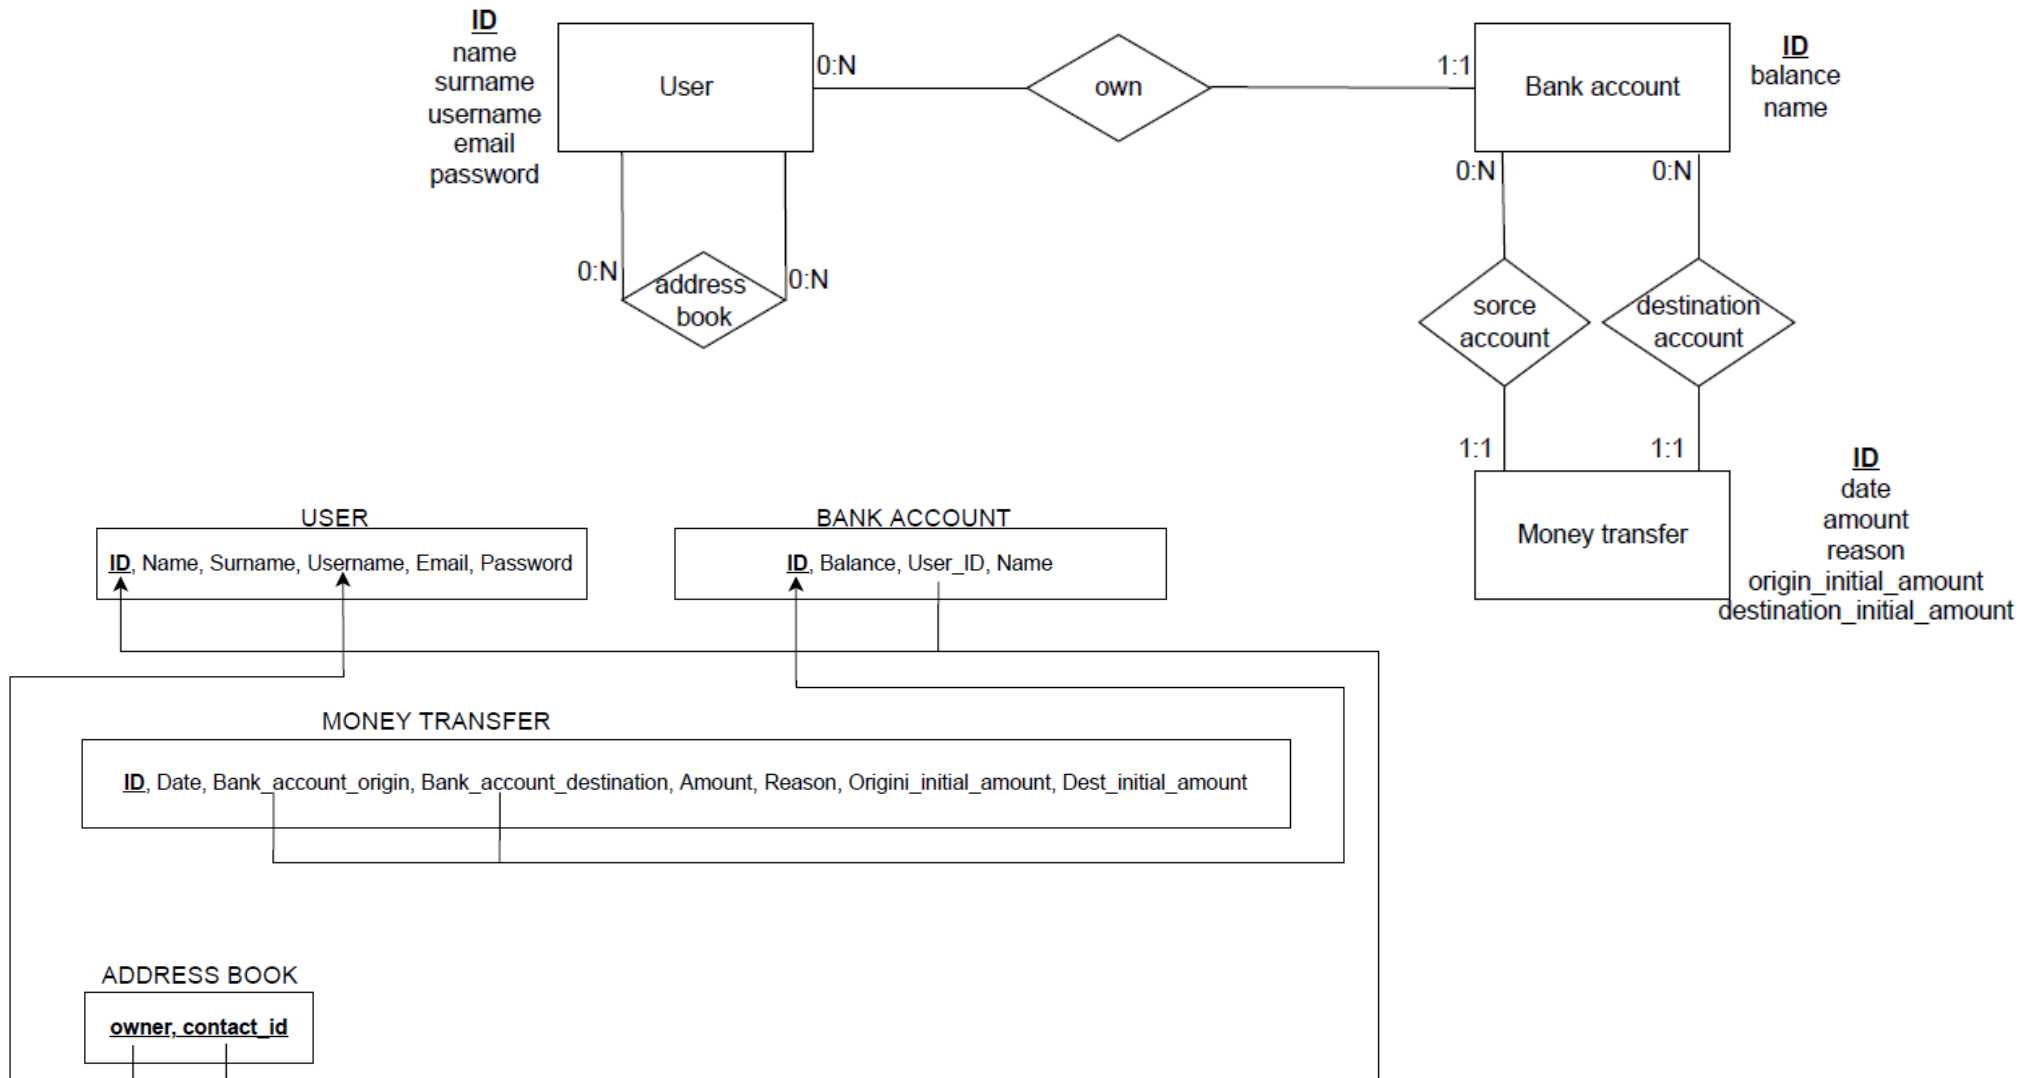 ID
name
surname
username
email
password
User
0:N
own
1:1
Bank account
ID
balance
name
0:N
0:N
0:N
address
book
0:N
sorce
account
destination
account
1:1
1:1
Money transfer
ID
date
amount
reason
origin_initial_amount
destination_initial_amount
USER
ID, Name, Surname, Username, Email, Password
BANK ACCOUNT
ID, Balance, User_ID, Name
MONEY TRANSFER
ID, Date, Bank_account_origin, Bank_account_destination, Amount, Reason, Origini_initial_amount, Dest_initial_amount
ADDRESS BOOK
owner, contact_id